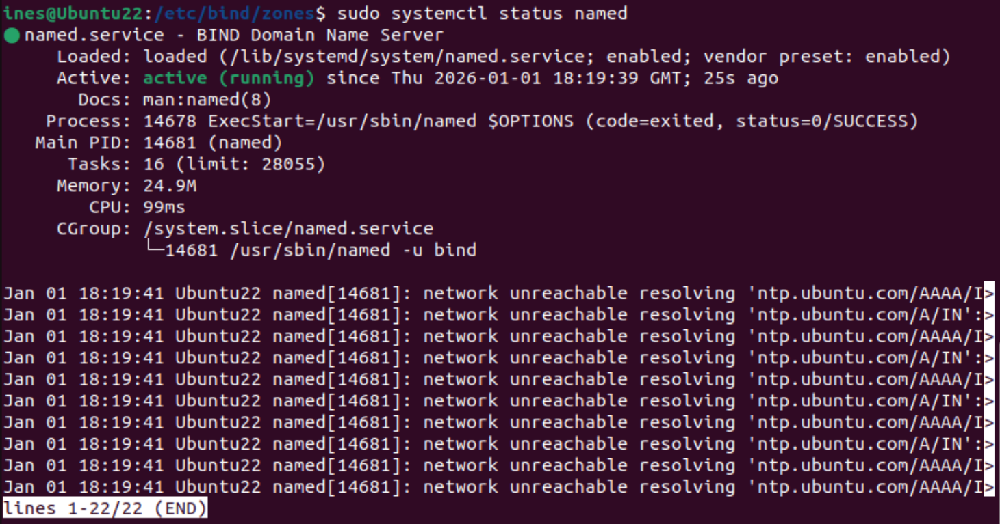 ines@Ubuntu22:/etc/bind/zones$ sudo systemctl status named
● named.service - BIND Domain Name Server
     Loaded: loaded (/lib/systemd/system/named.service; enabled; vendor preset: enabled)
     Active: active (running) since Thu 2026-01-01 18:19:39 GMT; 25s ago
       Docs: man:named(8)
    Process: 14678 ExecStart=/usr/sbin/named $OPTIONS (code=exited, status=0/SUCCESS)
   Main PID: 14681 (named)
      Tasks: 16 (limit: 28055)
     Memory: 24.9M
        CPU: 99ms
     CGroup: /system.slice/named.service
             └─14681 /usr/sbin/named -u bind

Jan 01 18:19:41 Ubuntu22 named[14681]: network unreachable resolving 'ntp.ubuntu.com/AAAA/I>
Jan 01 18:19:41 Ubuntu22 named[14681]: network unreachable resolving 'ntp.ubuntu.com/A/IN':>
Jan 01 18:19:41 Ubuntu22 named[14681]: network unreachable resolving 'ntp.ubuntu.com/AAAA/I>
Jan 01 18:19:41 Ubuntu22 named[14681]: network unreachable resolving 'ntp.ubuntu.com/A/IN':>
Jan 01 18:19:41 Ubuntu22 named[14681]: network unreachable resolving 'ntp.ubuntu.com/AAAA/I>
Jan 01 18:19:41 Ubuntu22 named[14681]: network unreachable resolving 'ntp.ubuntu.com/A/IN':>
Jan 01 18:19:41 Ubuntu22 named[14681]: network unreachable resolving 'ntp.ubuntu.com/AAAA/I>
Jan 01 18:19:41 Ubuntu22 named[14681]: network unreachable resolving 'ntp.ubuntu.com/A/IN':>
Jan 01 18:19:41 Ubuntu22 named[14681]: network unreachable resolving 'ntp.ubuntu.com/AAAA/I>
Jan 01 18:19:41 Ubuntu22 named[14681]: network unreachable resolving 'ntp.ubuntu.com/AAAA/I>
lines 1-22/22 (END)